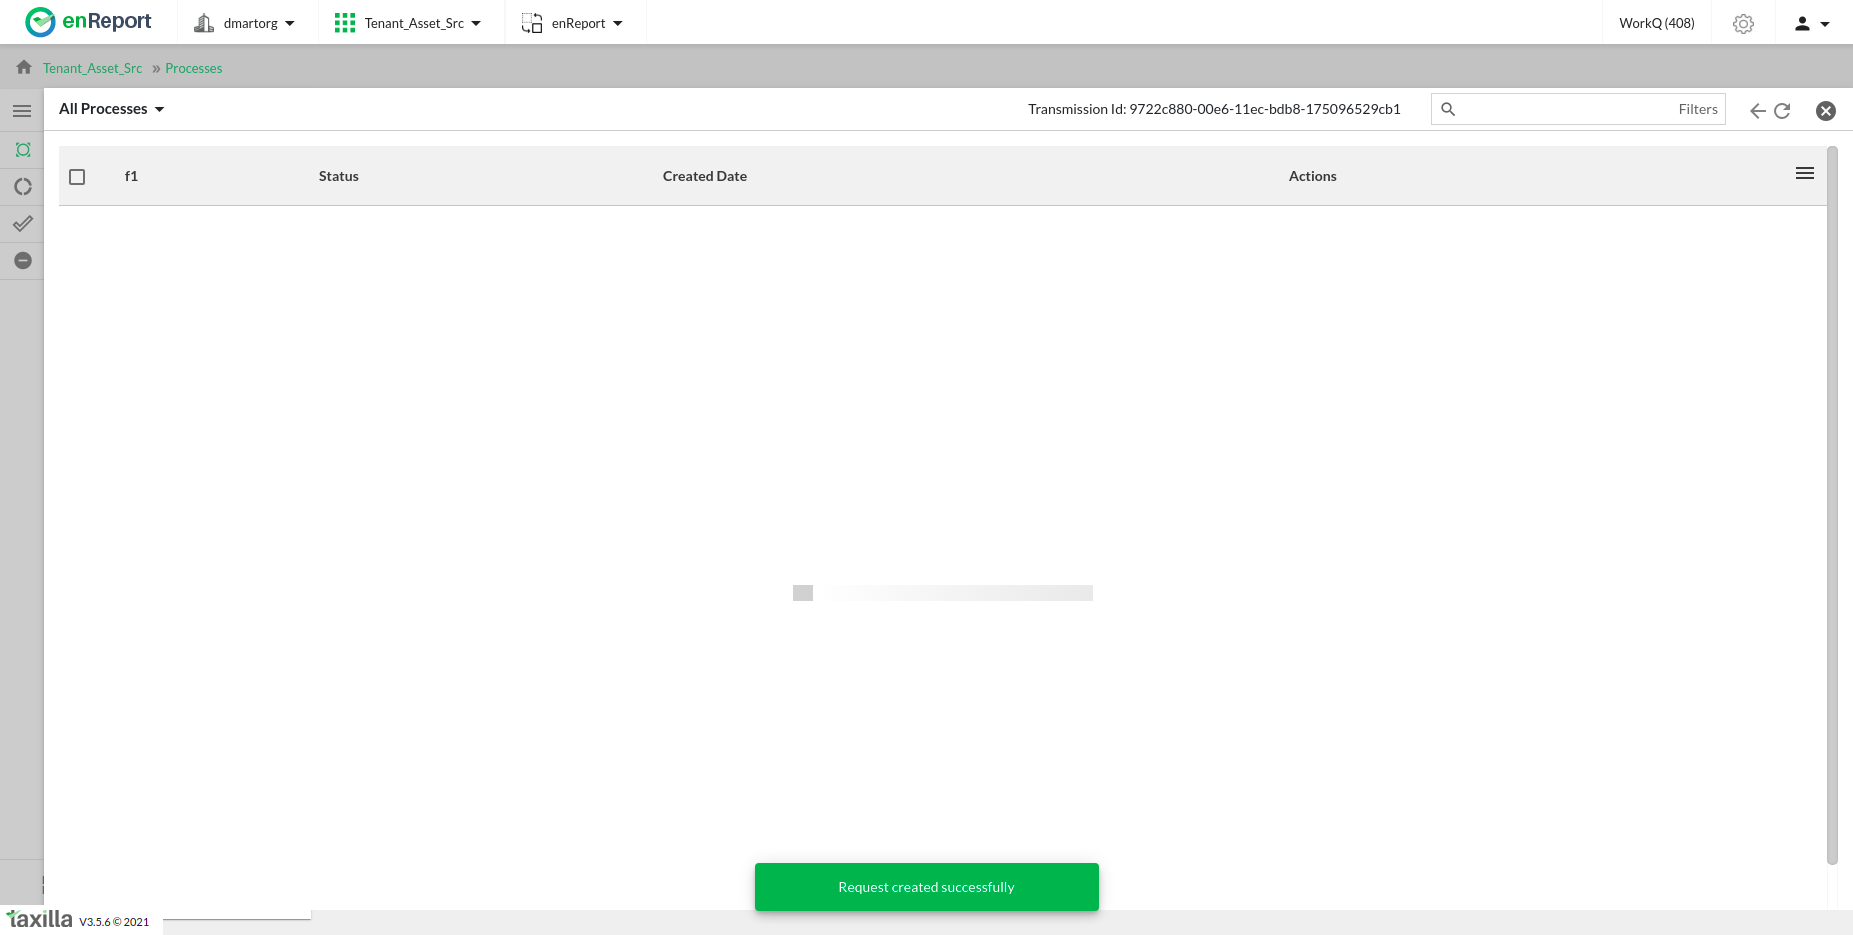 enReport
dmartorg
Tenant_Asset_Src
enReport
WorkQ (408)
Tenant_Asset_Src » Processes
All Processes
Transmission Id: 9722c880-00e6-11ec-bdb8-175096529cb1
Filters
f1
Status
Created Date
Actions
Request created successfully
taxilla V3.5.6 © 2021